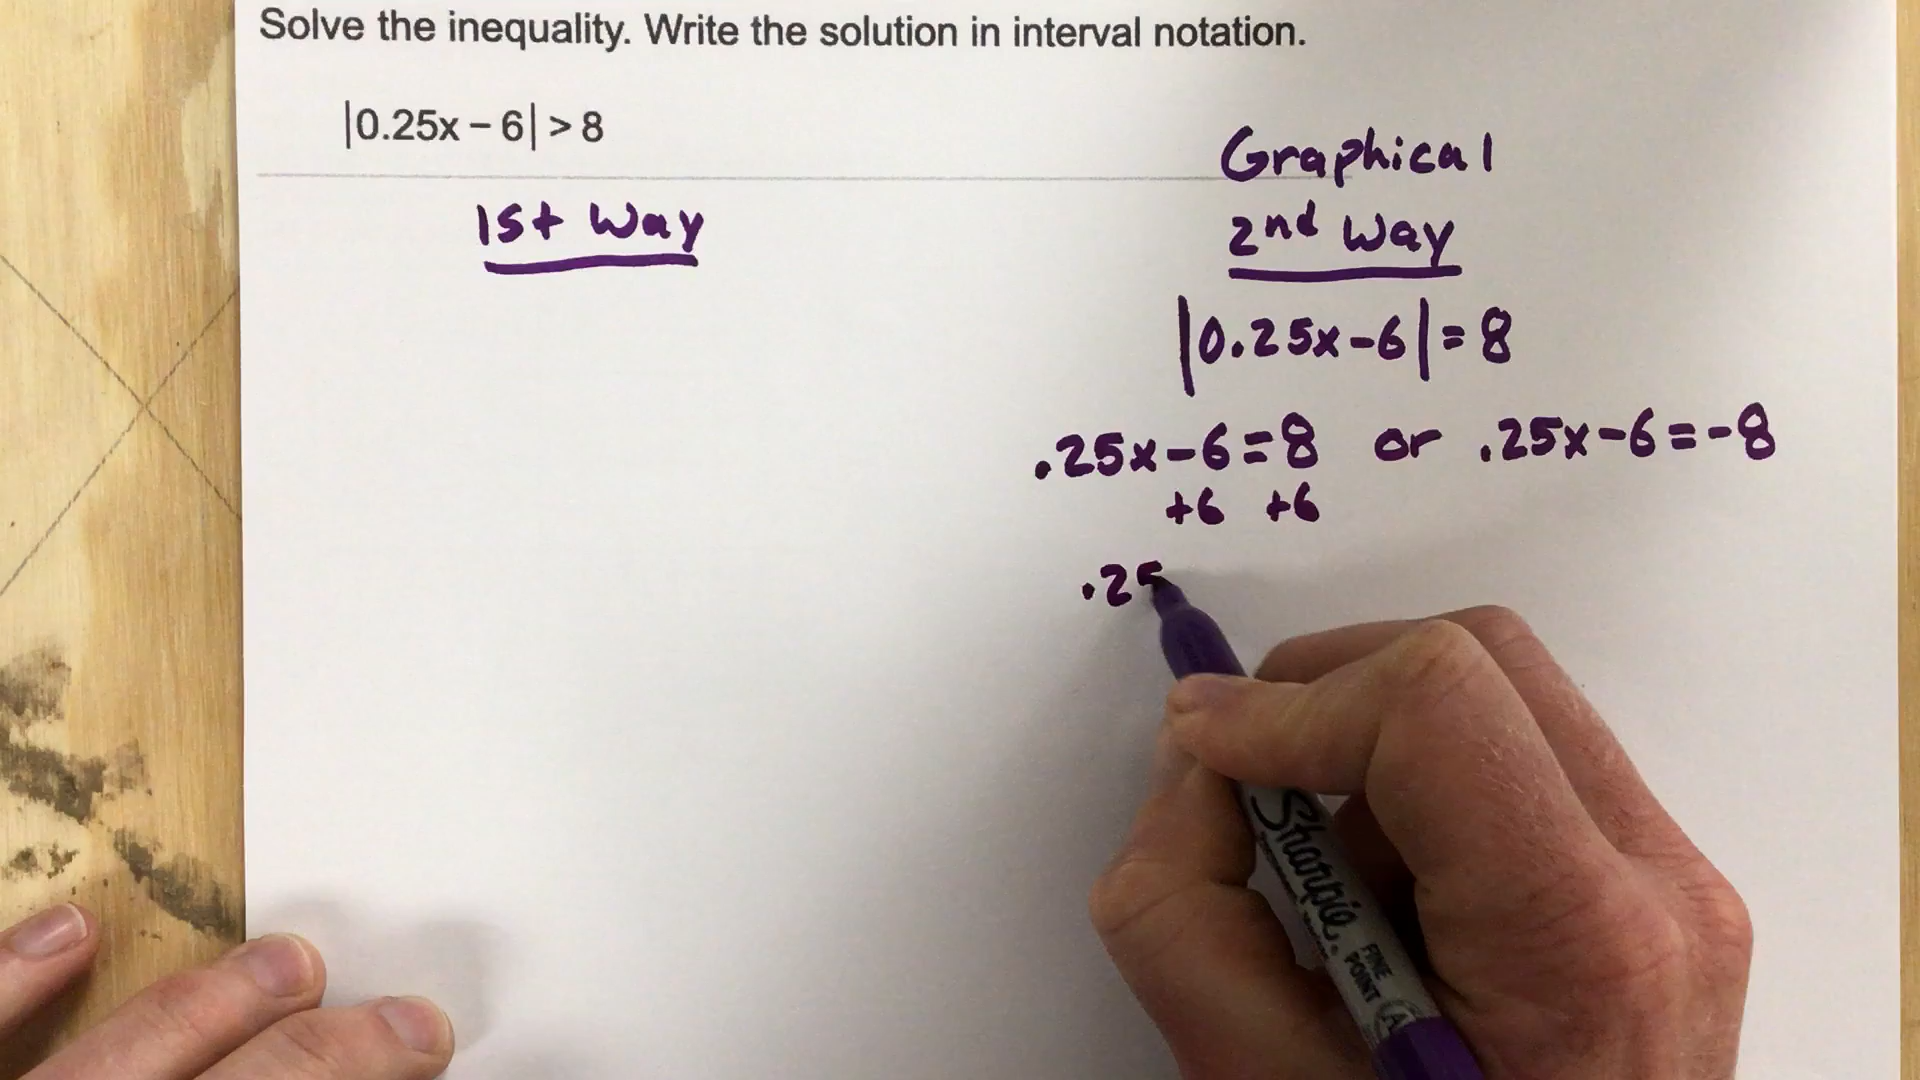 Solve the inequality. Write the solution in interval notation.
|0.25x − 6| > 8
1st Way
Graphical
2nd Way
|0.25x-6|=8
.25x-6=8 or .25x-6=-8
+6 +6
.25
Sharpie.
FINE
POINT